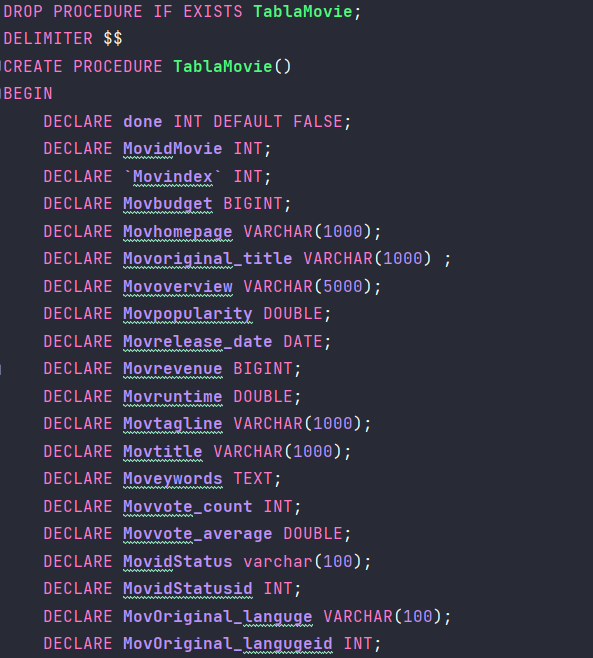 DROP PROCEDURE IF EXISTS TablaMovie;
DELIMITER $$
CREATE PROCEDURE TablaMovie()
BEGIN
DECLARE done INT DEFAULT FALSE;
DECLARE MovidMovie INT;
DECLARE `Movindex` INT;
DECLARE Movbudget BIGINT;
DECLARE Movhomepage VARCHAR(1000);
DECLARE Movoriginal_title VARCHAR(1000) ;
DECLARE Movoverview VARCHAR(5000);
DECLARE Movpopularity DOUBLE;
DECLARE Movrelease_date DATE;
DECLARE Movrevenue BIGINT;
DECLARE Movruntime DOUBLE;
DECLARE Movtagline VARCHAR(1000);
DECLARE Movtitle VARCHAR(1000);
DECLARE Moveywords TEXT;
DECLARE Movvote_count INT;
DECLARE Movvote_average DOUBLE;
DECLARE MovidStatus varchar(100);
DECLARE MovidStatusid INT;
DECLARE MovOriginal_languge VARCHAR(100);
DECLARE MovOriginal_langugeid INT;